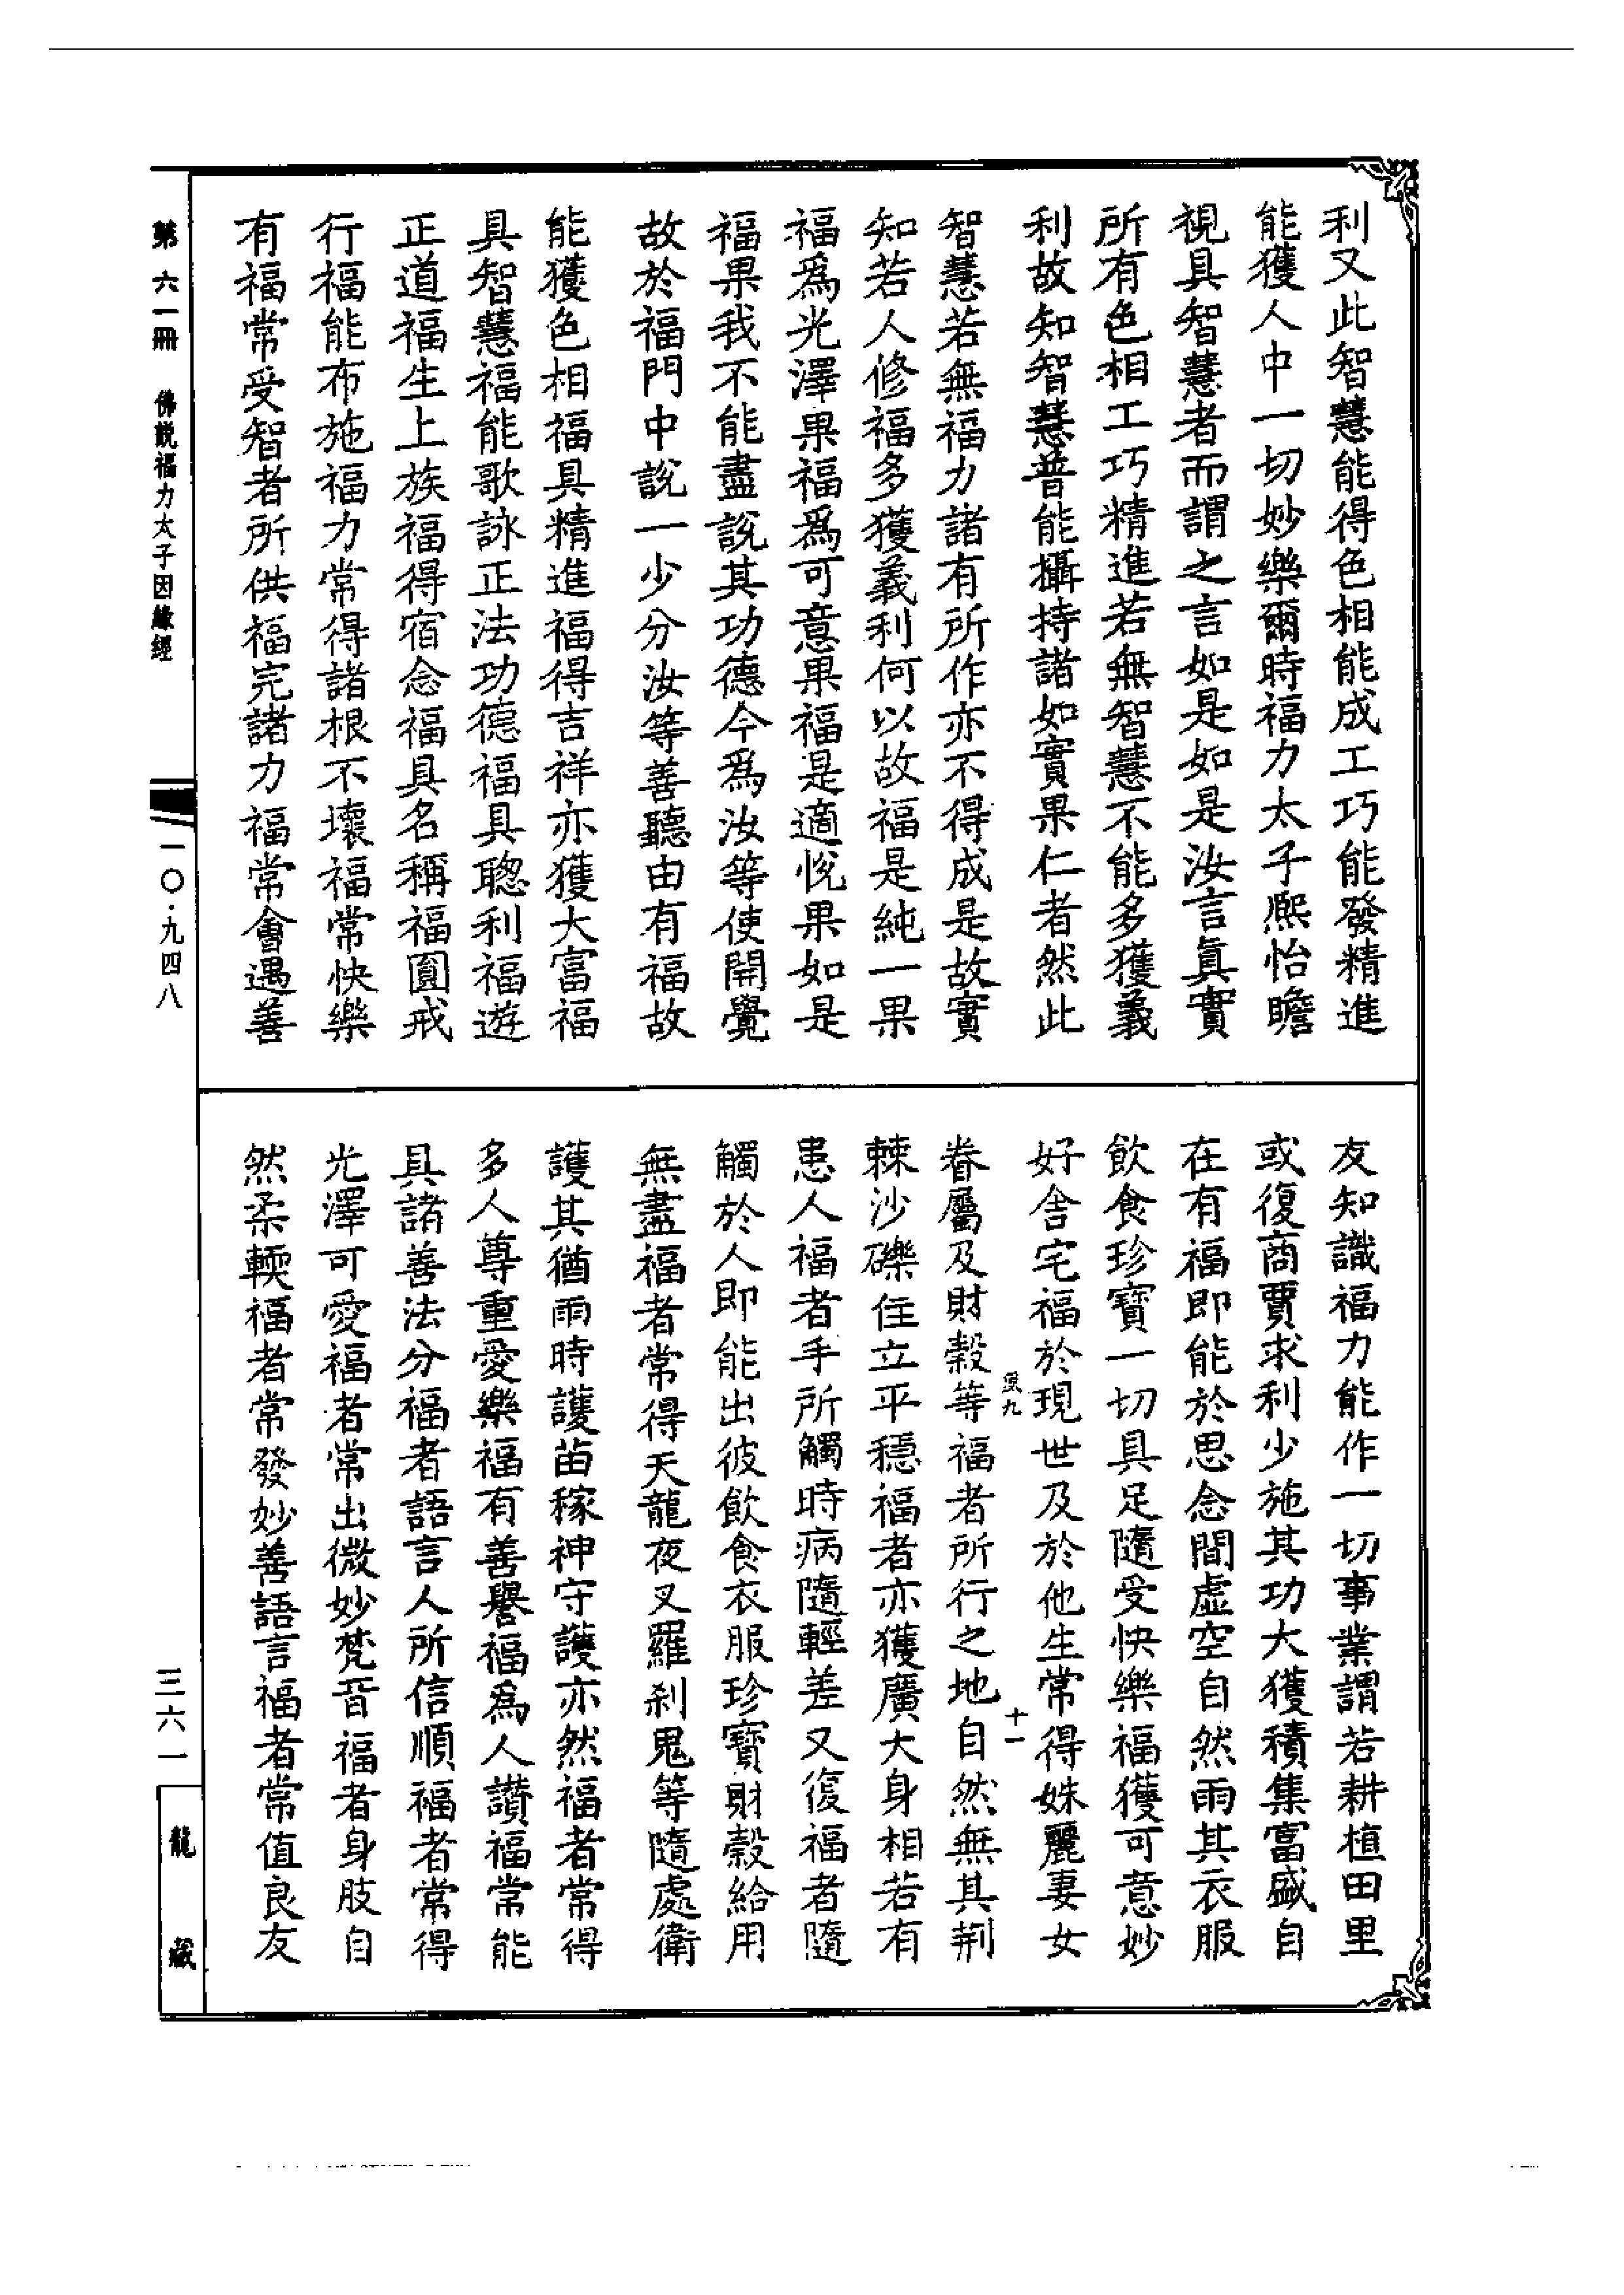 利又此智慧能得色相能成工巧能發精進
能獲人中一切妙樂爾時福力太子熈怡瞻
視具智慧者而謂之言如是如是汝言眞實
所有色相工巧精進若無智慧不能多獲義
利故知智慧普能攝持諸如實果仁者然此
智慧若無福力諸有所作亦不得成是故實
知若人修福多獲義利何以故福是純一果
福爲光澤果福爲可意果福是適悅果如是
福果我不能盡說其功德今爲汝等使開覺
故於福門中說一少分汝等善聽由有福故
能獲色相福具精進福得吉祥亦獲大富福
具智慧福能歌詠正法功德福具聰利福遊
正道福生上族福得宿念福具名稱福圓戒
行福能布施福力常得諸根不壞福常快樂
有福常受智者所供福完諸力福常會遇善
友知識福力能作一切事業謂若耕植田里
或復商賈求利少施其功大獲積集富盛自
在有福即能於思念間虛空自然雨其衣服
飲食珍寶一切具足隨受快樂福獲可意妙
好舍宅福於現世及於他生常得姝麗妻女
眷屬及財穀等福者所行之地自然無其荆
棘沙礫住立平穩福者亦獲廣大身相若有
患人福者手所觸時病隨輕差又復福者隨
觸於人即能出彼飲食衣服珍寶財穀給用
無盡福者常得天龍夜叉羅刹鬼等隨處衛
護其猶雨時護苗稼神守護亦然福者常得
多人尊重愛樂福有善譽福爲人讚福常能
具諸善法分福者語言人所信順福者常得
光澤可愛福者常出微妙梵音福者身肢自
然柔輭福者常發妙善語言福者常值良友
九
十一
第六一冊 佛說福力太子因緣經
一〇·九四八
三六一
龍藏